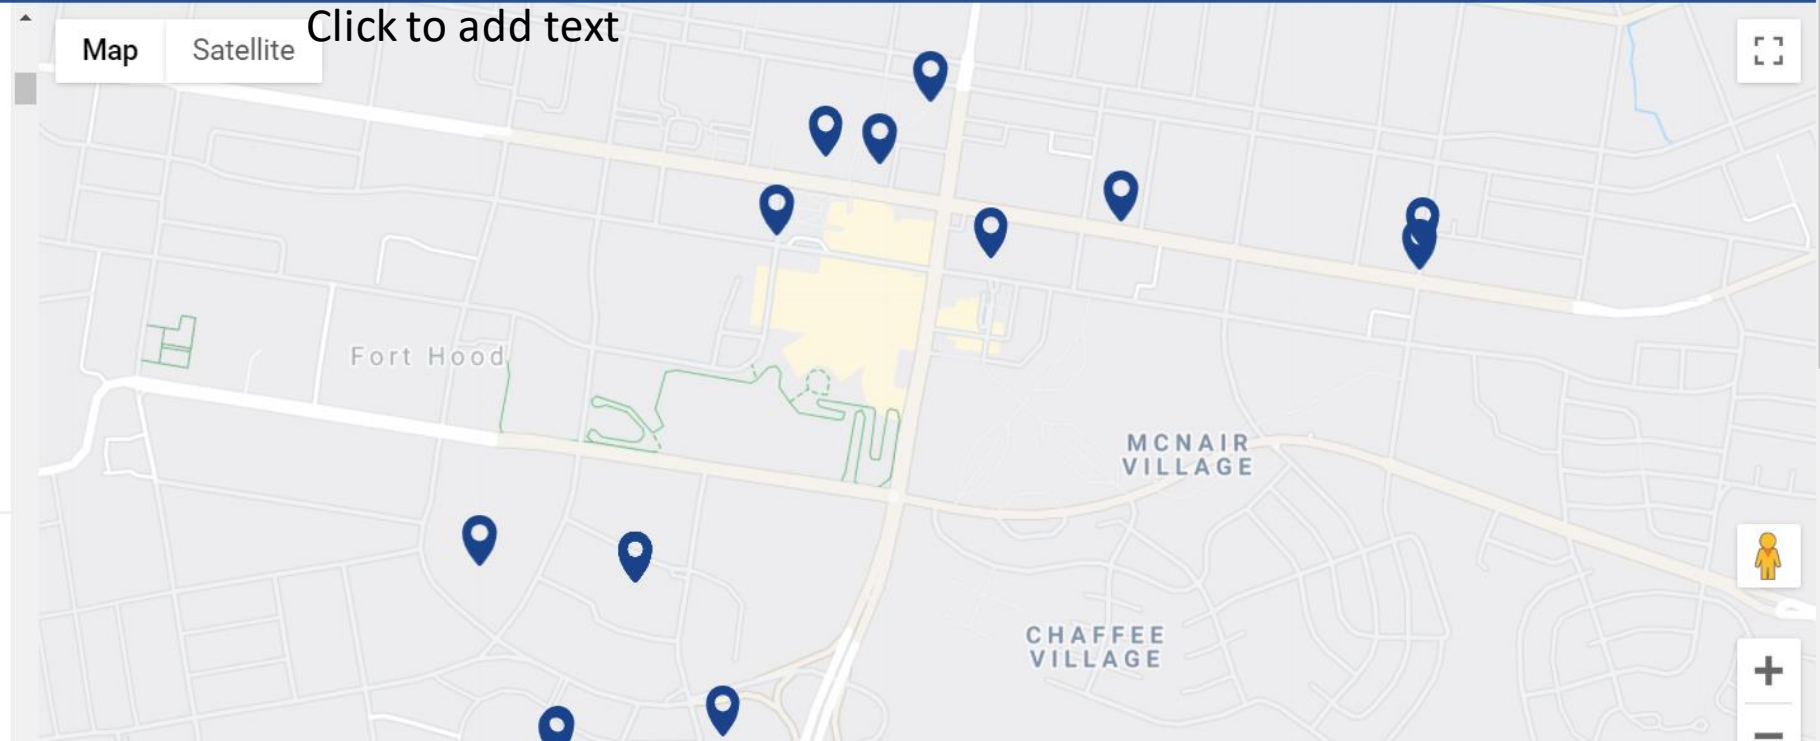 Click to add text
Map
Satellite
Fort Hood
MCNAIR
VILLAGE
CHAFFEE
VILLAGE